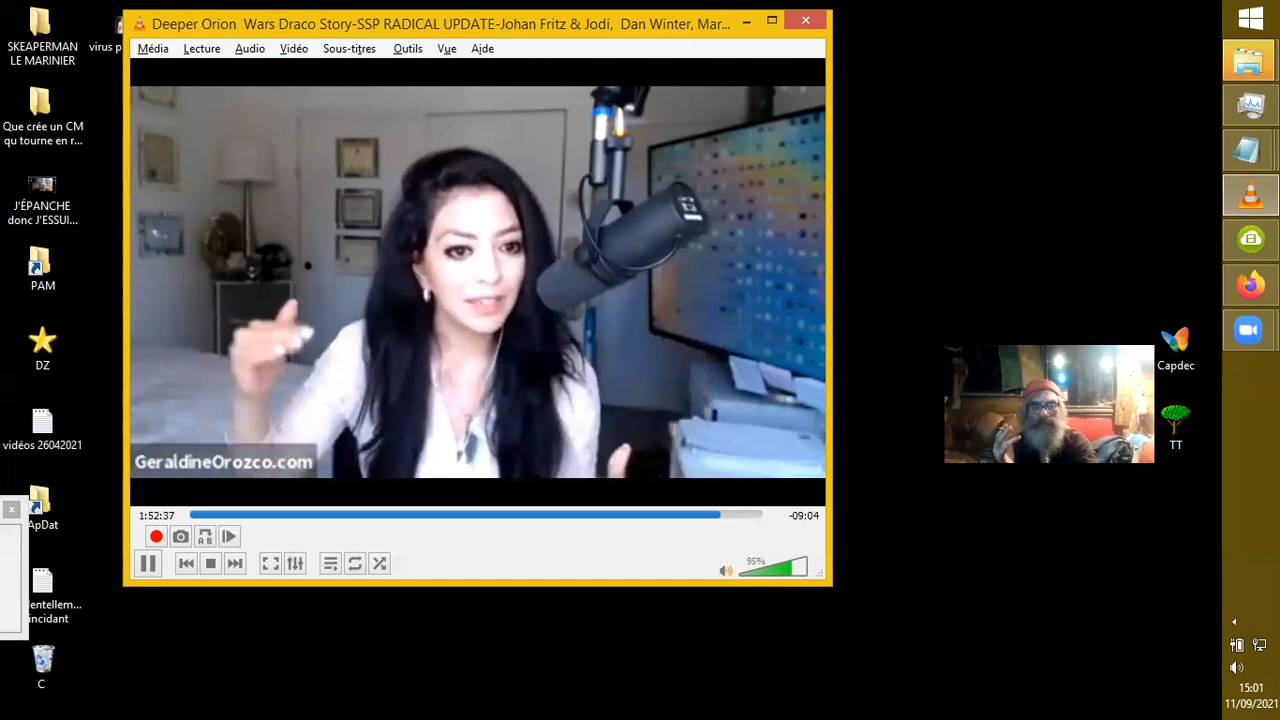 SKEAPERMAN
LE MARINIER
virus p
Que crée un CM
qu tourne en r...
J'ÉPANCHE
donc J'ESSUI...
PAM
DZ
vidéos 26042021
x
ApDat
entellem...
incidant
C
Deeper Orion  Wars Draco Story-SSP RADICAL UPDATE-Johan Fritz & Jodi,  Dan Winter, Mar...
Média Lecture Audio Vidéo Sous-titres Outils Vue Aide
GeraldineOrozco.com
1:52:37
-09:04
A B
95%
Capdec
TT
15:01
11/09/2021